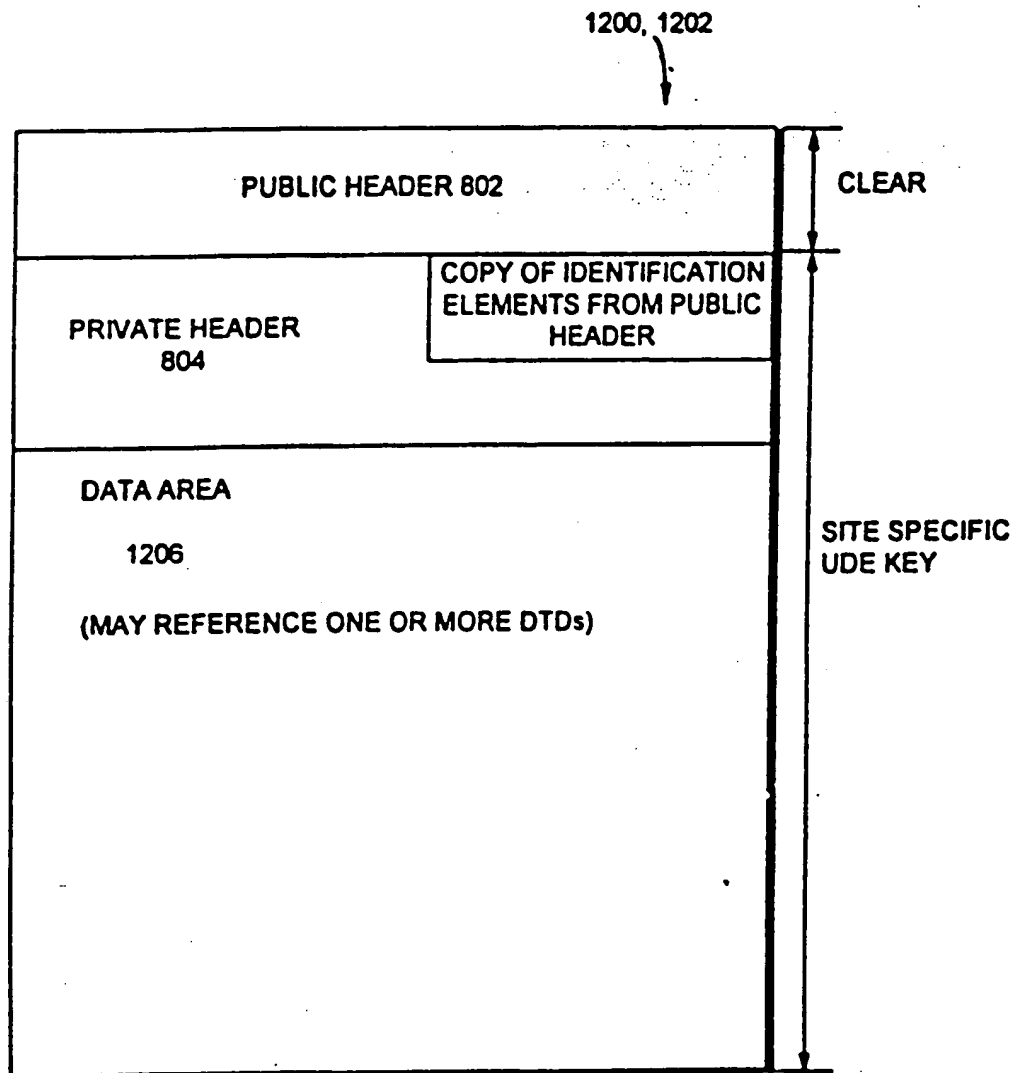 1200, 1202
PUBLIC HEADER 802
CLEAR
COPY OF IDENTIFICATION
ELEMENTS FROM PUBLIC
HEADER
PRIVATE HEADER
804
DATA AREA
1206
(MAY REFERENCE ONE OR MORE DTDs)
SITE SPECIFIC
UDE KEY